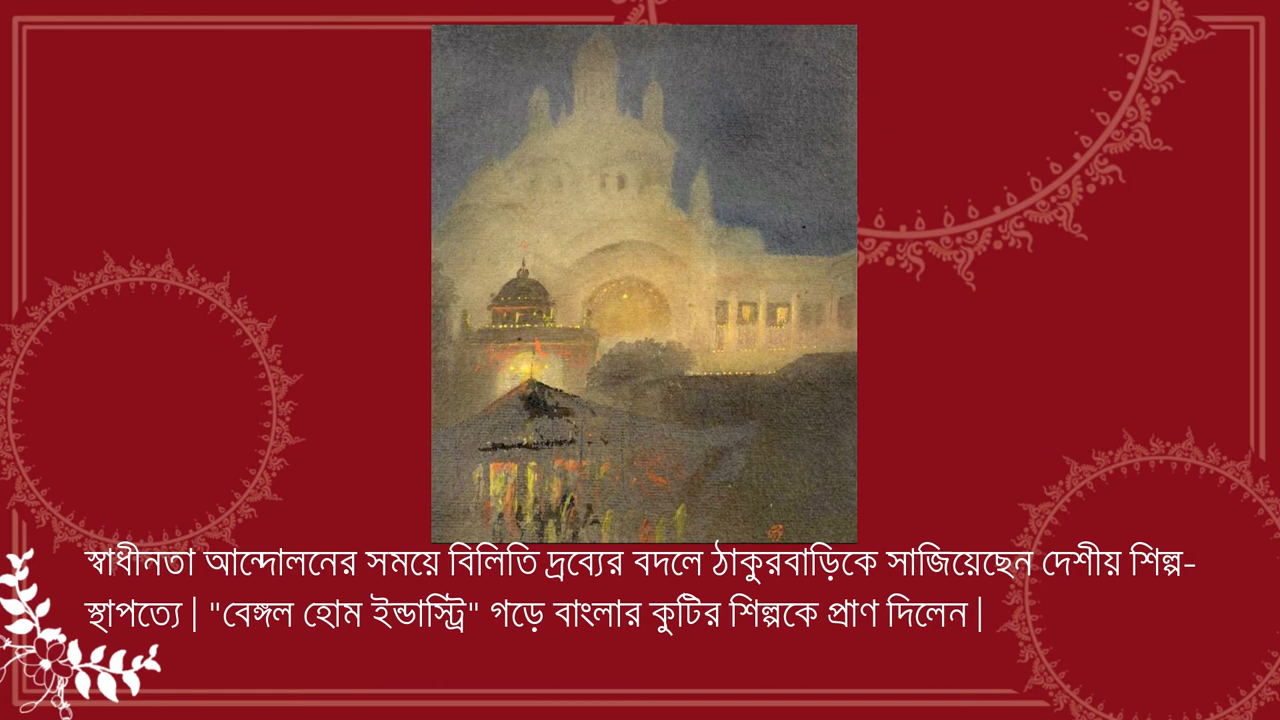 স্বাধীনতা আন্দোলনের সময়ে বিলিতি দ্রব্যের বদলে ঠাকুরবাড়িকে সাজিয়েছেন দেশীয় শিল্প-
স্থাপত্যে | "বেঙ্গল হোম ইন্ডাস্ট্রি" গড়ে বাংলার কুটির শিল্পকে প্রাণ দিলেন |